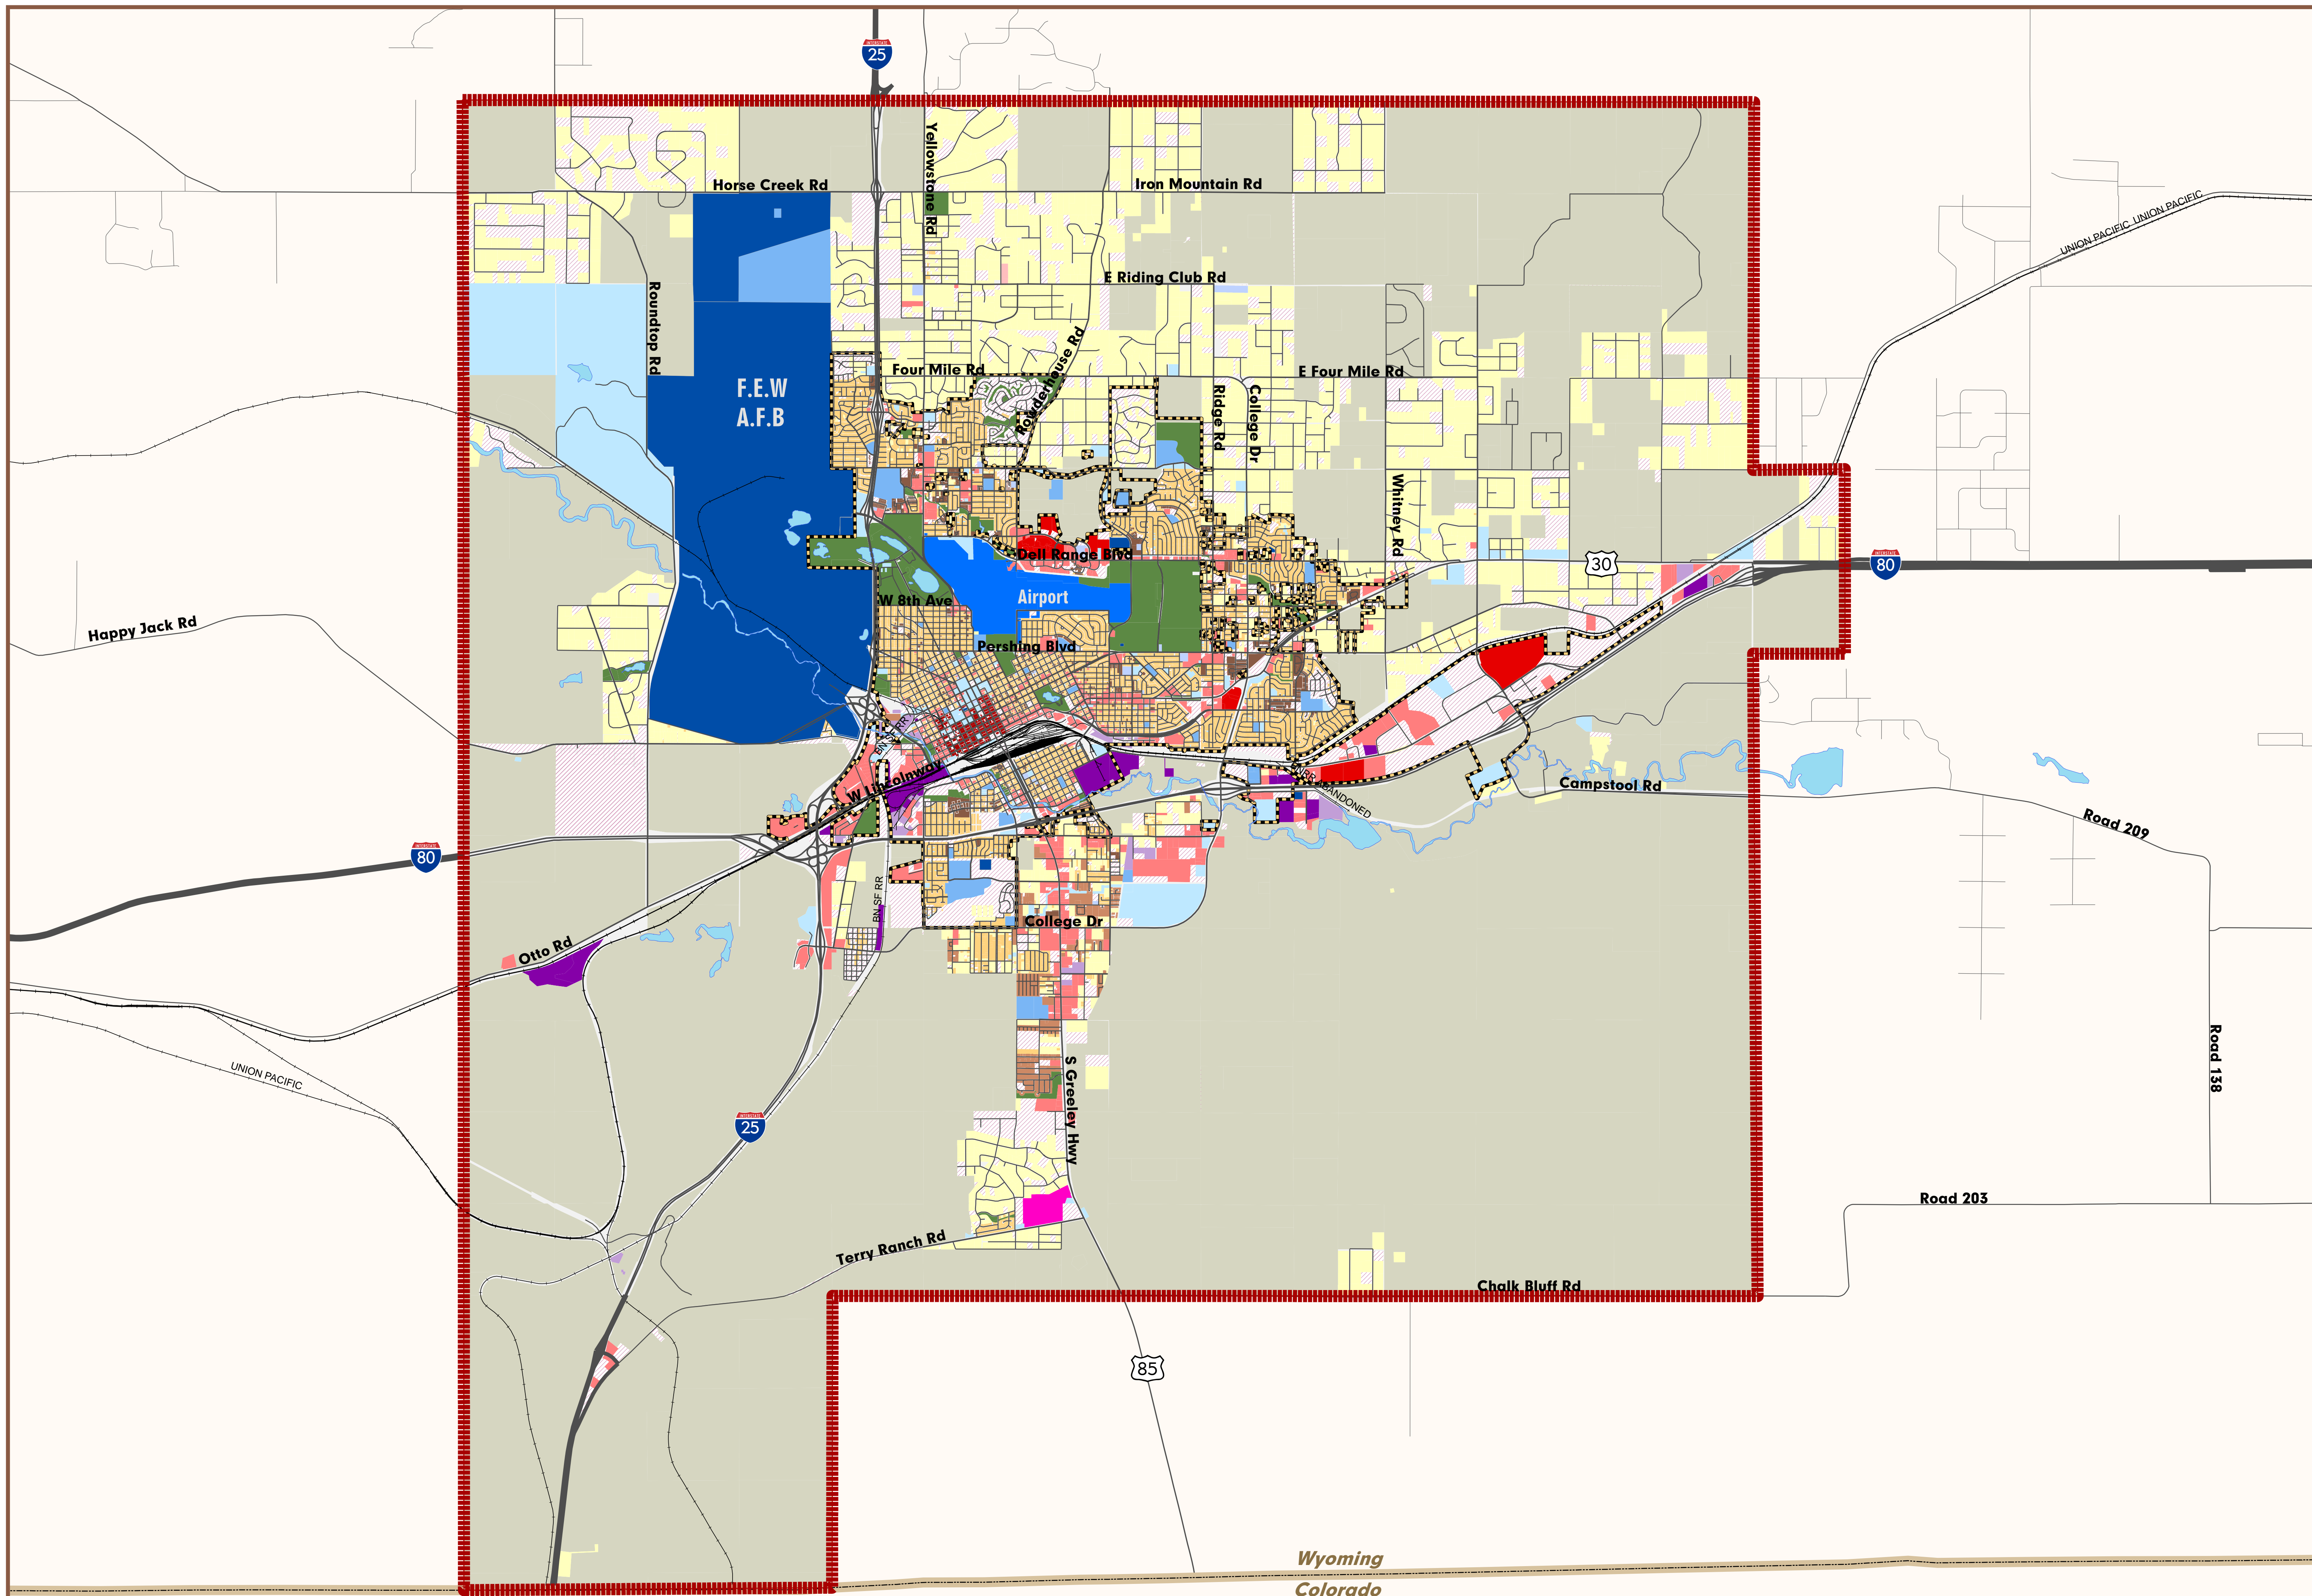 INTERSTATE
25
Yellowstone Rd
Horse Creek Rd
Iron Mountain Rd
UNION PACIFIC
UNION PACIFIC
E Riding Club Rd
Roundtop Rd
Powderhouse Rd
Four Mile Rd
E Four Mile Rd
F.E.W
A.F.B
Ridge Rd
College Dr
Whitney Rd
Dell Range Blvd
30
INTERSTATE
80
W 8th Ave
Airport
Happy Jack Rd
Pershing Blvd
W Lincolnway
ABANDONED
Campstool Rd
Road 209
INTERSTATE
80
BN SF RR
College Dr
Otto Rd
Road 138
UNION PACIFIC
S Greeley Hwy
INTERSTATE
25
Road 203
Terry Ranch Rd
Chalk Bluff Rd
85
Wyoming
Colorado